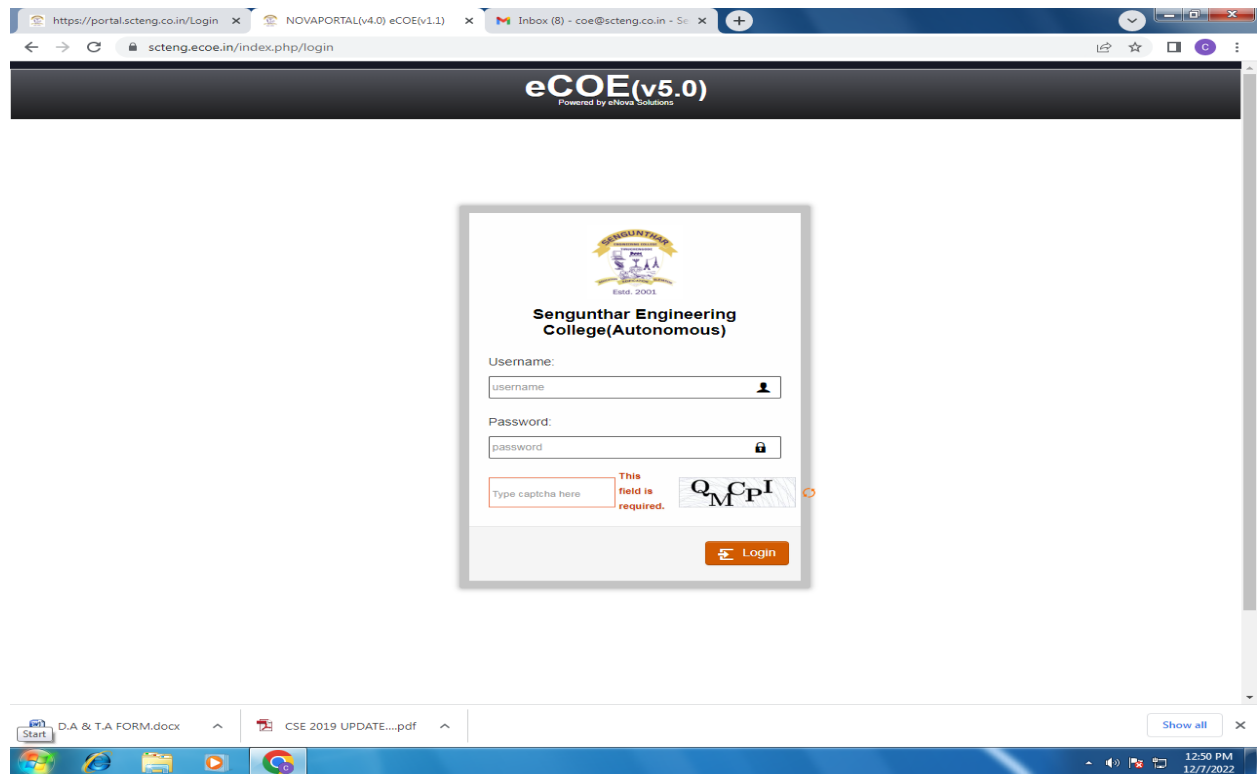 https://portal.scteng.co.in/Login
NOVAPORTAL(v4.0) eCOE(v1.1)
Inbox (8) - coe@scteng.co.in - Se
scteng.ecoe.in/index.php/login
C
eCOE(v5.0)
Powered by eNova Solutions
SENGUNTHAR
ENGINEERING COLLEGE
Estd. 2001
Sengunthar Engineering
College(Autonomous)
Username:
username
Password:
password
Type captcha here
This
field is
required.
QMCPI
Login
D.A & T.A FORM.docx
CSE 2019 UPDATE....pdf
Show all
Start
12:50 PM
12/7/2022